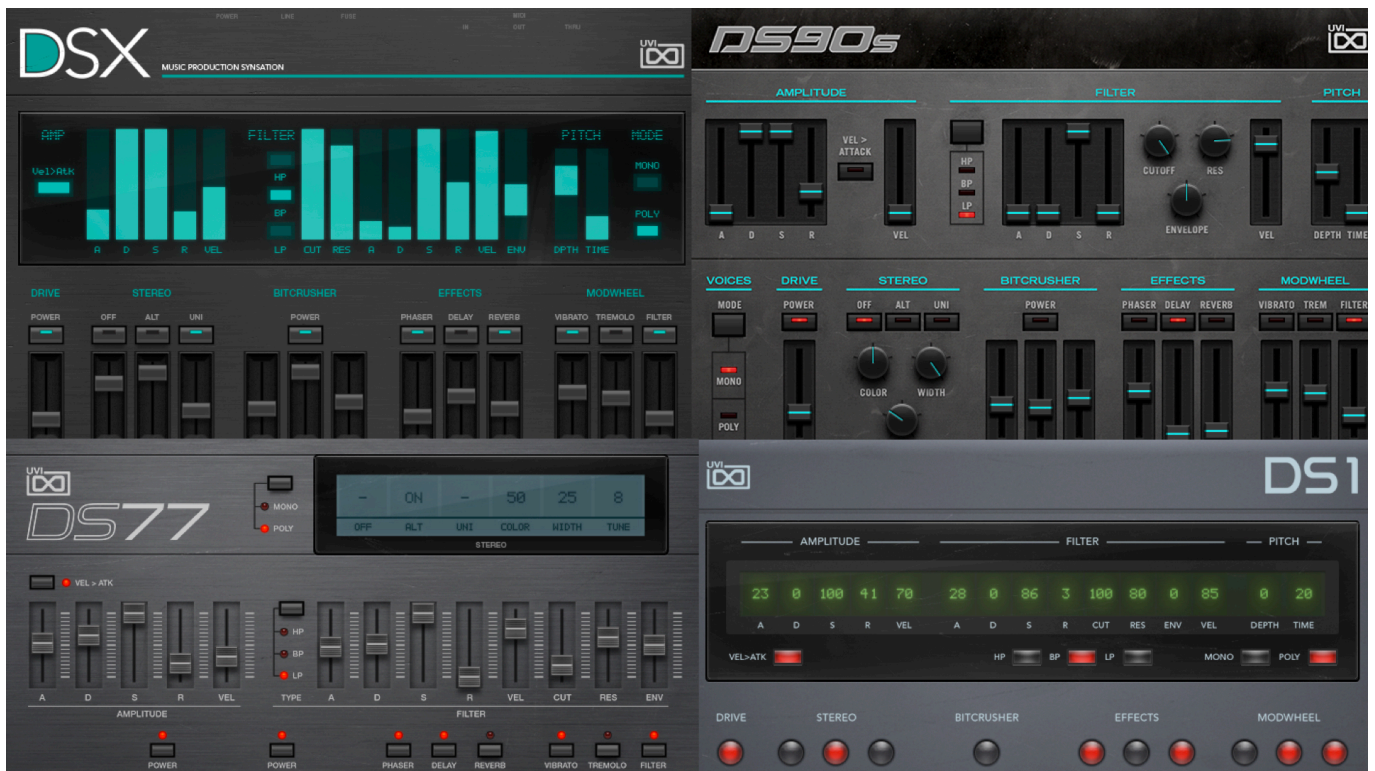 POWER LINE FUSE MIDI
IN OUT THRU
DSX
MUSIC PRODUCTION SYNSATION
UVI
AMP FILTER PITCH MODE
Vel>Atk
HP
BP
LP
MONO
POLY
A D S R VEL CUT RES A D S R VEL ENV DPTH TIME
DRIVE STEREO BITCRUSHER EFFECTS MODWHEEL
POWER OFF ALT UNI POWER PHASER DELAY REVERB VIBRATO TREMOLO FILTER
DS90s
UVI
AMPLITUDE FILTER PITCH
VEL >
ATTACK
HP
BP
LP
CUTOFF RES
ENVELOPE
A D S R VEL A D S R VEL DEPTH TIME
VOICES DRIVE STEREO BITCRUSHER EFFECTS MODWHEEL
MODE POWER OFF ALT UNI POWER PHASER DELAY REVERB VIBRATO TREM FILTER
MONO
POLY
COLOR WIDTH
UVI
DS77
MONO
POLY
- ON - 50 25 8
OFF ALT UNI COLOR WIDTH TUNE
STEREO
VEL > ATK
HP
BP
LP
A D S R VEL TYPE A D S R VEL CUT RES ENV
AMPLITUDE FILTER
POWER POWER PHASER DELAY REVERB VIBRATO TREMOLO FILTER
UVI
DS1
AMPLITUDE FILTER PITCH
23 0 100 41 70 28 0 86 3 100 80 0 85 0 20
A D S R VEL A D S R CUT RES ENV VEL DEPTH TIME
VEL>ATK HP BP LP MONO POLY
DRIVE STEREO BITCRUSHER EFFECTS MODWHEEL